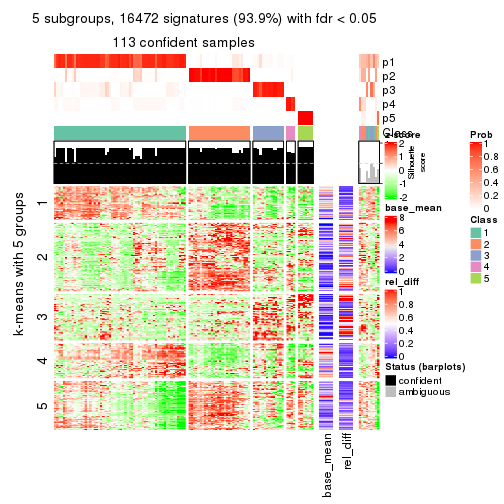 5 subgroups, 16472 signatures (93.9%) with fdr < 0.05
113 confident samples
p1
p2
p3
p4
p5
Class
z-score
2
1
0
-1
-2
Silhouette
score
k-means with 5 groups
1
2
3
4
5
base_mean
rel_diff
base_mean
8
6
4
2
0
rel_diff
1
0.8
0.6
0.4
0.2
0
Status (barplots)
confident
ambiguous
Prob
1
0.8
0.6
0.4
0.2
0
Class
1
2
3
4
5